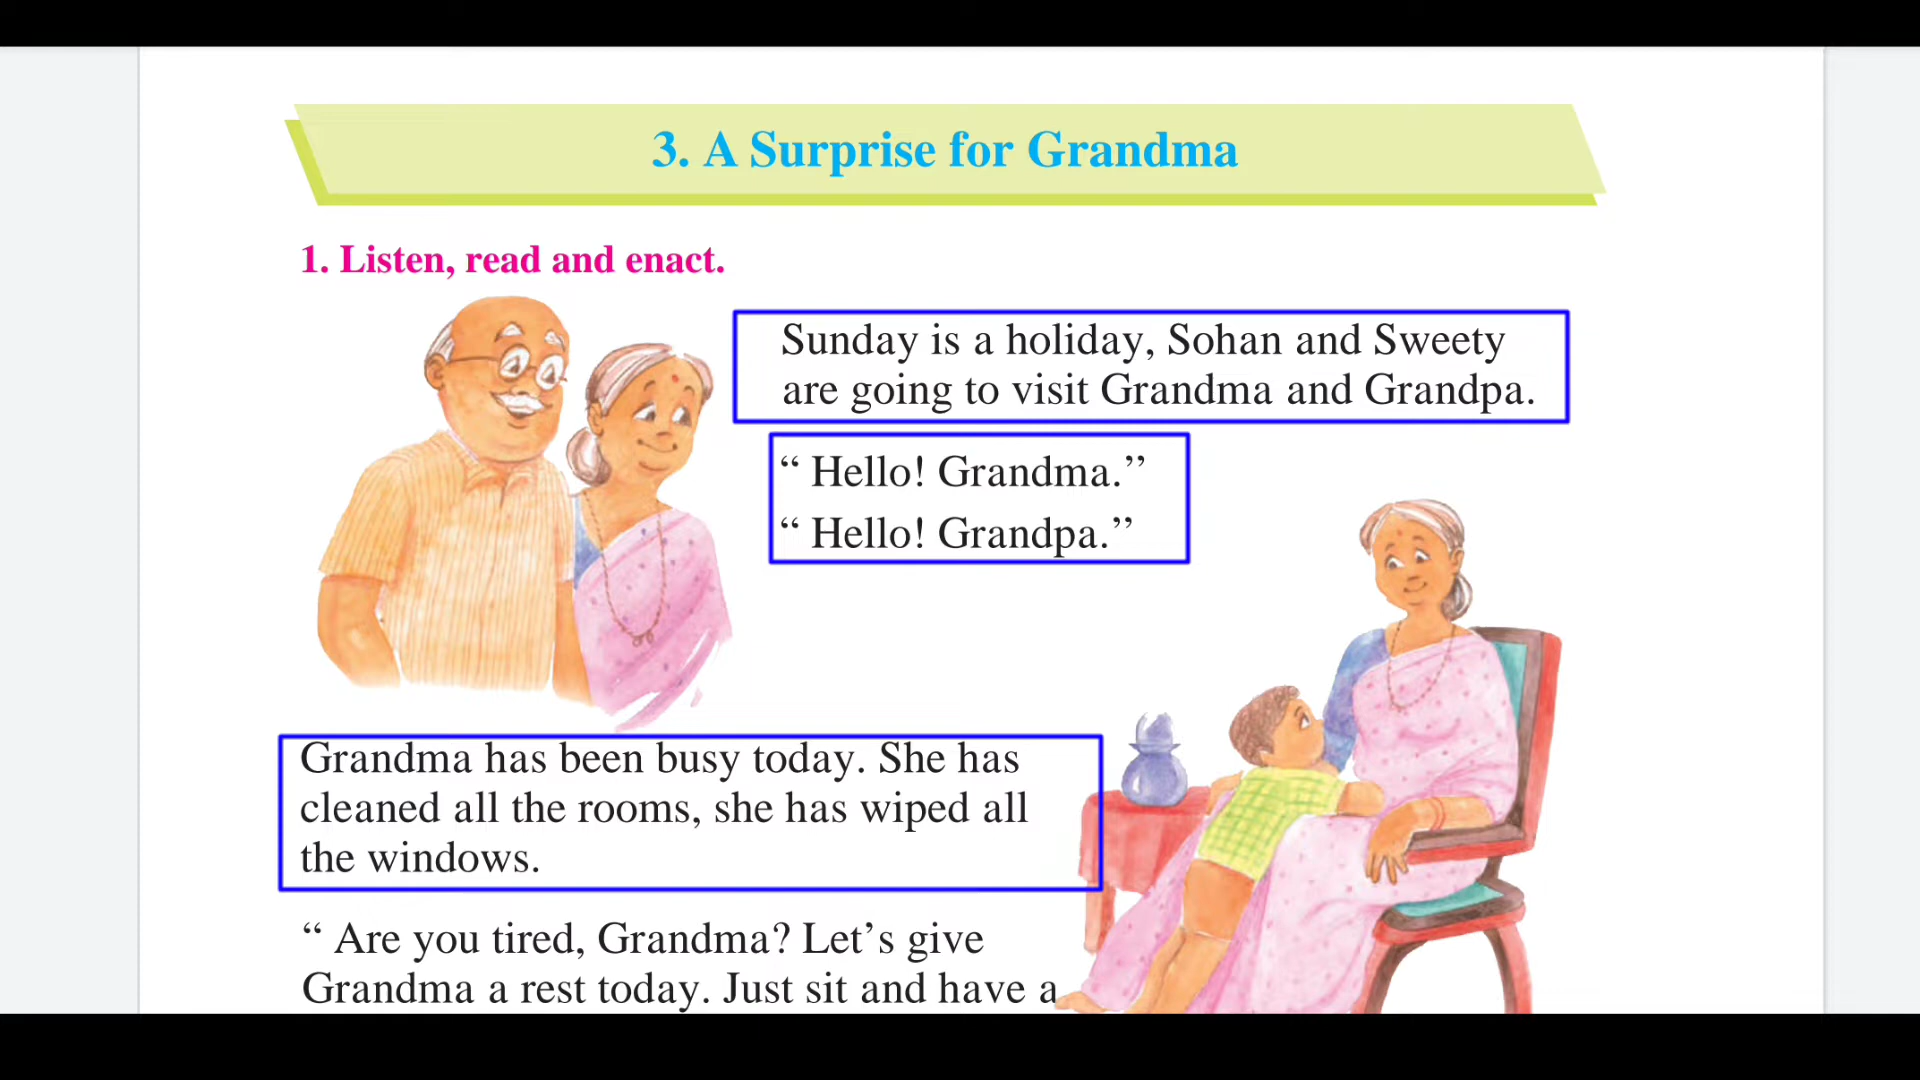 3. A Surprise for Grandma
1. Listen, read and enact.
Sunday is a holiday, Sohan and Sweety
are going to visit Grandma and Grandpa.
“ Hello! Grandma.”
“ Hello! Grandpa.”
Grandma has been busy today. She has
cleaned all the rooms, she has wiped all
the windows.
“ Are you tired, Grandma? Let’s give
Grandma a rest today. Just sit and have a